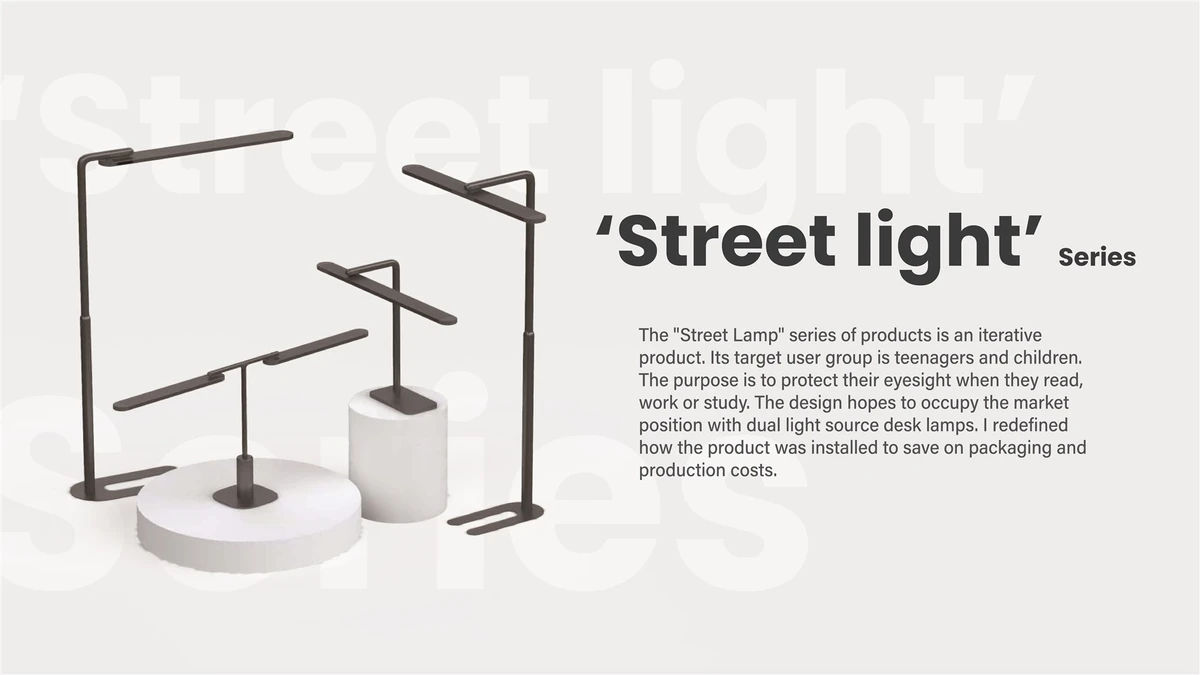 ‘Street light’
Series
‘Street light’ Series
The "Street Lamp" series of products is an iterative
product. Its target user group is teenagers and children.
The purpose is to protect their eyesight when they read,
work or study. The design hopes to occupy the market
position with dual light source desk lamps. I redefined
how the product was installed to save on packaging and
production costs.